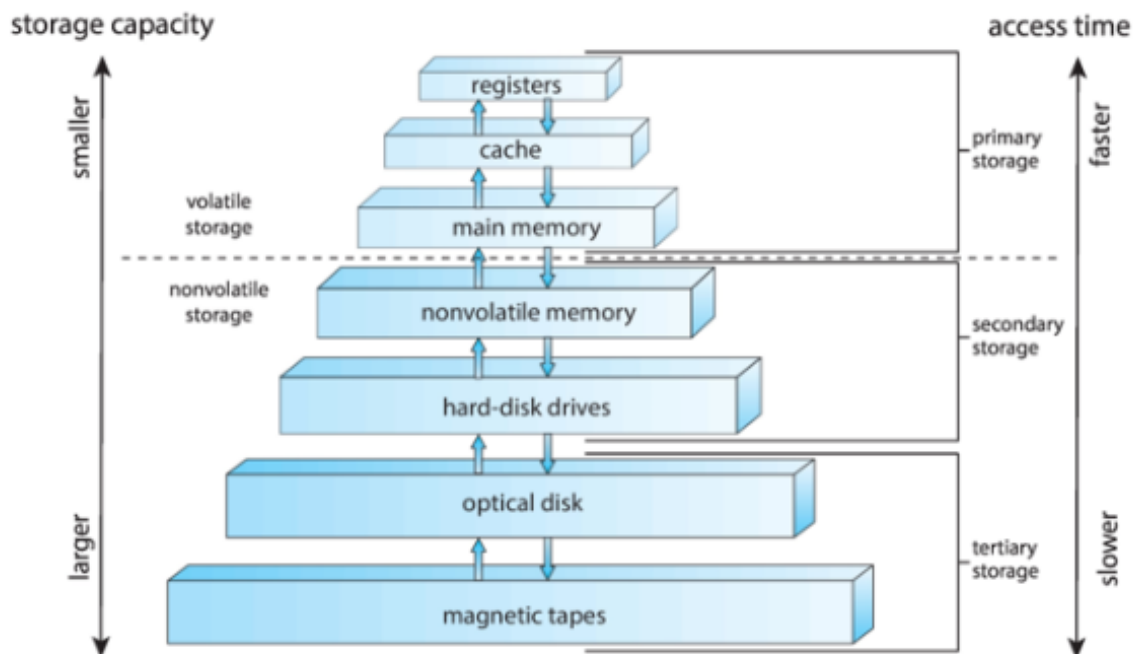 storage capacity
access time
smaller
faster
registers
cache
primary
storage
volatile
storage
main memory
nonvolatile
storage
nonvolatile memory
secondary
storage
hard-disk drives
optical disk
larger
slower
tertiary
storage
magnetic tapes